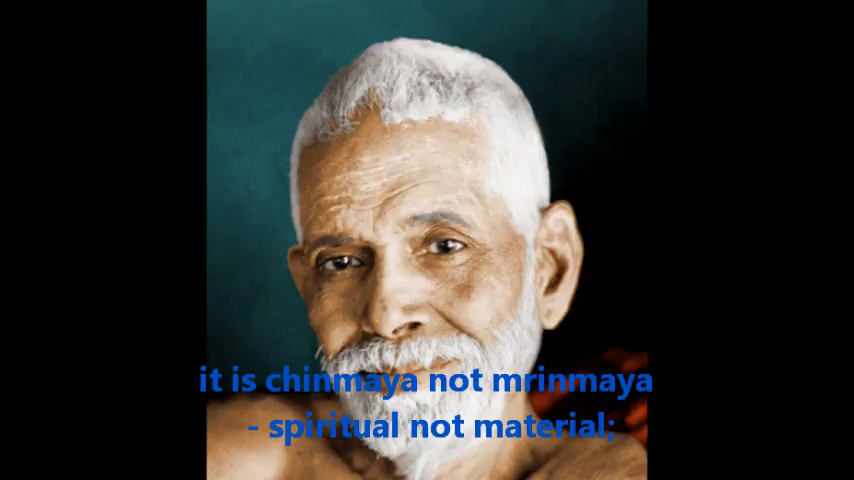 it is chinmaya not mrinmaya
- spiritual not material;